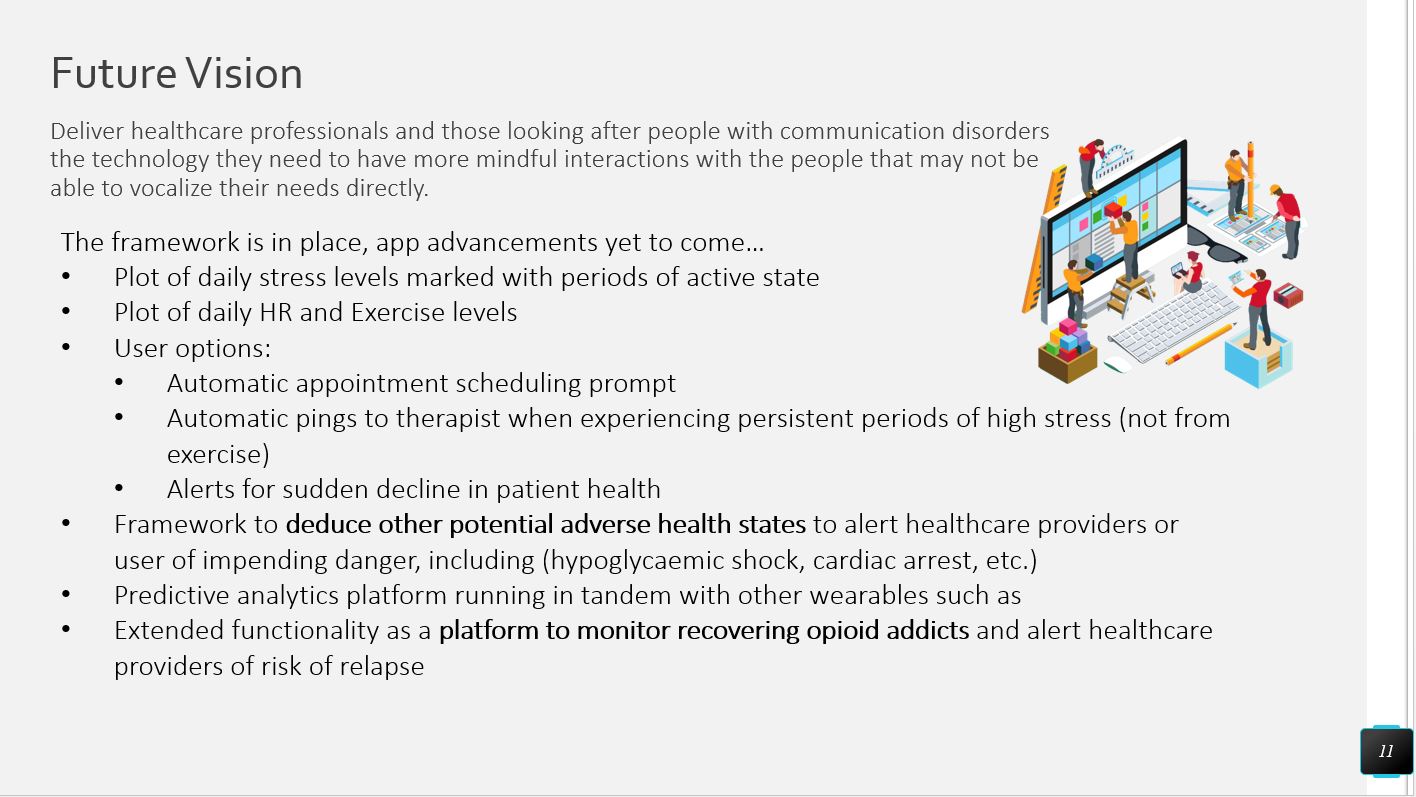 Future Vision
Deliver healthcare professionals and those looking after people with communication disorders
the technology they need to have more mindful interactions with the people that may not be
able to vocalize their needs directly.
The framework is in place, app advancements yet to come…
• Plot of daily stress levels marked with periods of active state
• Plot of daily HR and Exercise levels
• User options:
• Automatic appointment scheduling prompt
• Automatic pings to therapist when experiencing persistent periods of high stress (not from
exercise)
• Alerts for sudden decline in patient health
• Framework to deduce other potential adverse health states to alert healthcare providers or
user of impending danger, including (hypoglycaemic shock, cardiac arrest, etc.)
• Predictive analytics platform running in tandem with other wearables such as
• Extended functionality as a platform to monitor recovering opioid addicts and alert healthcare
providers of risk of relapse
11